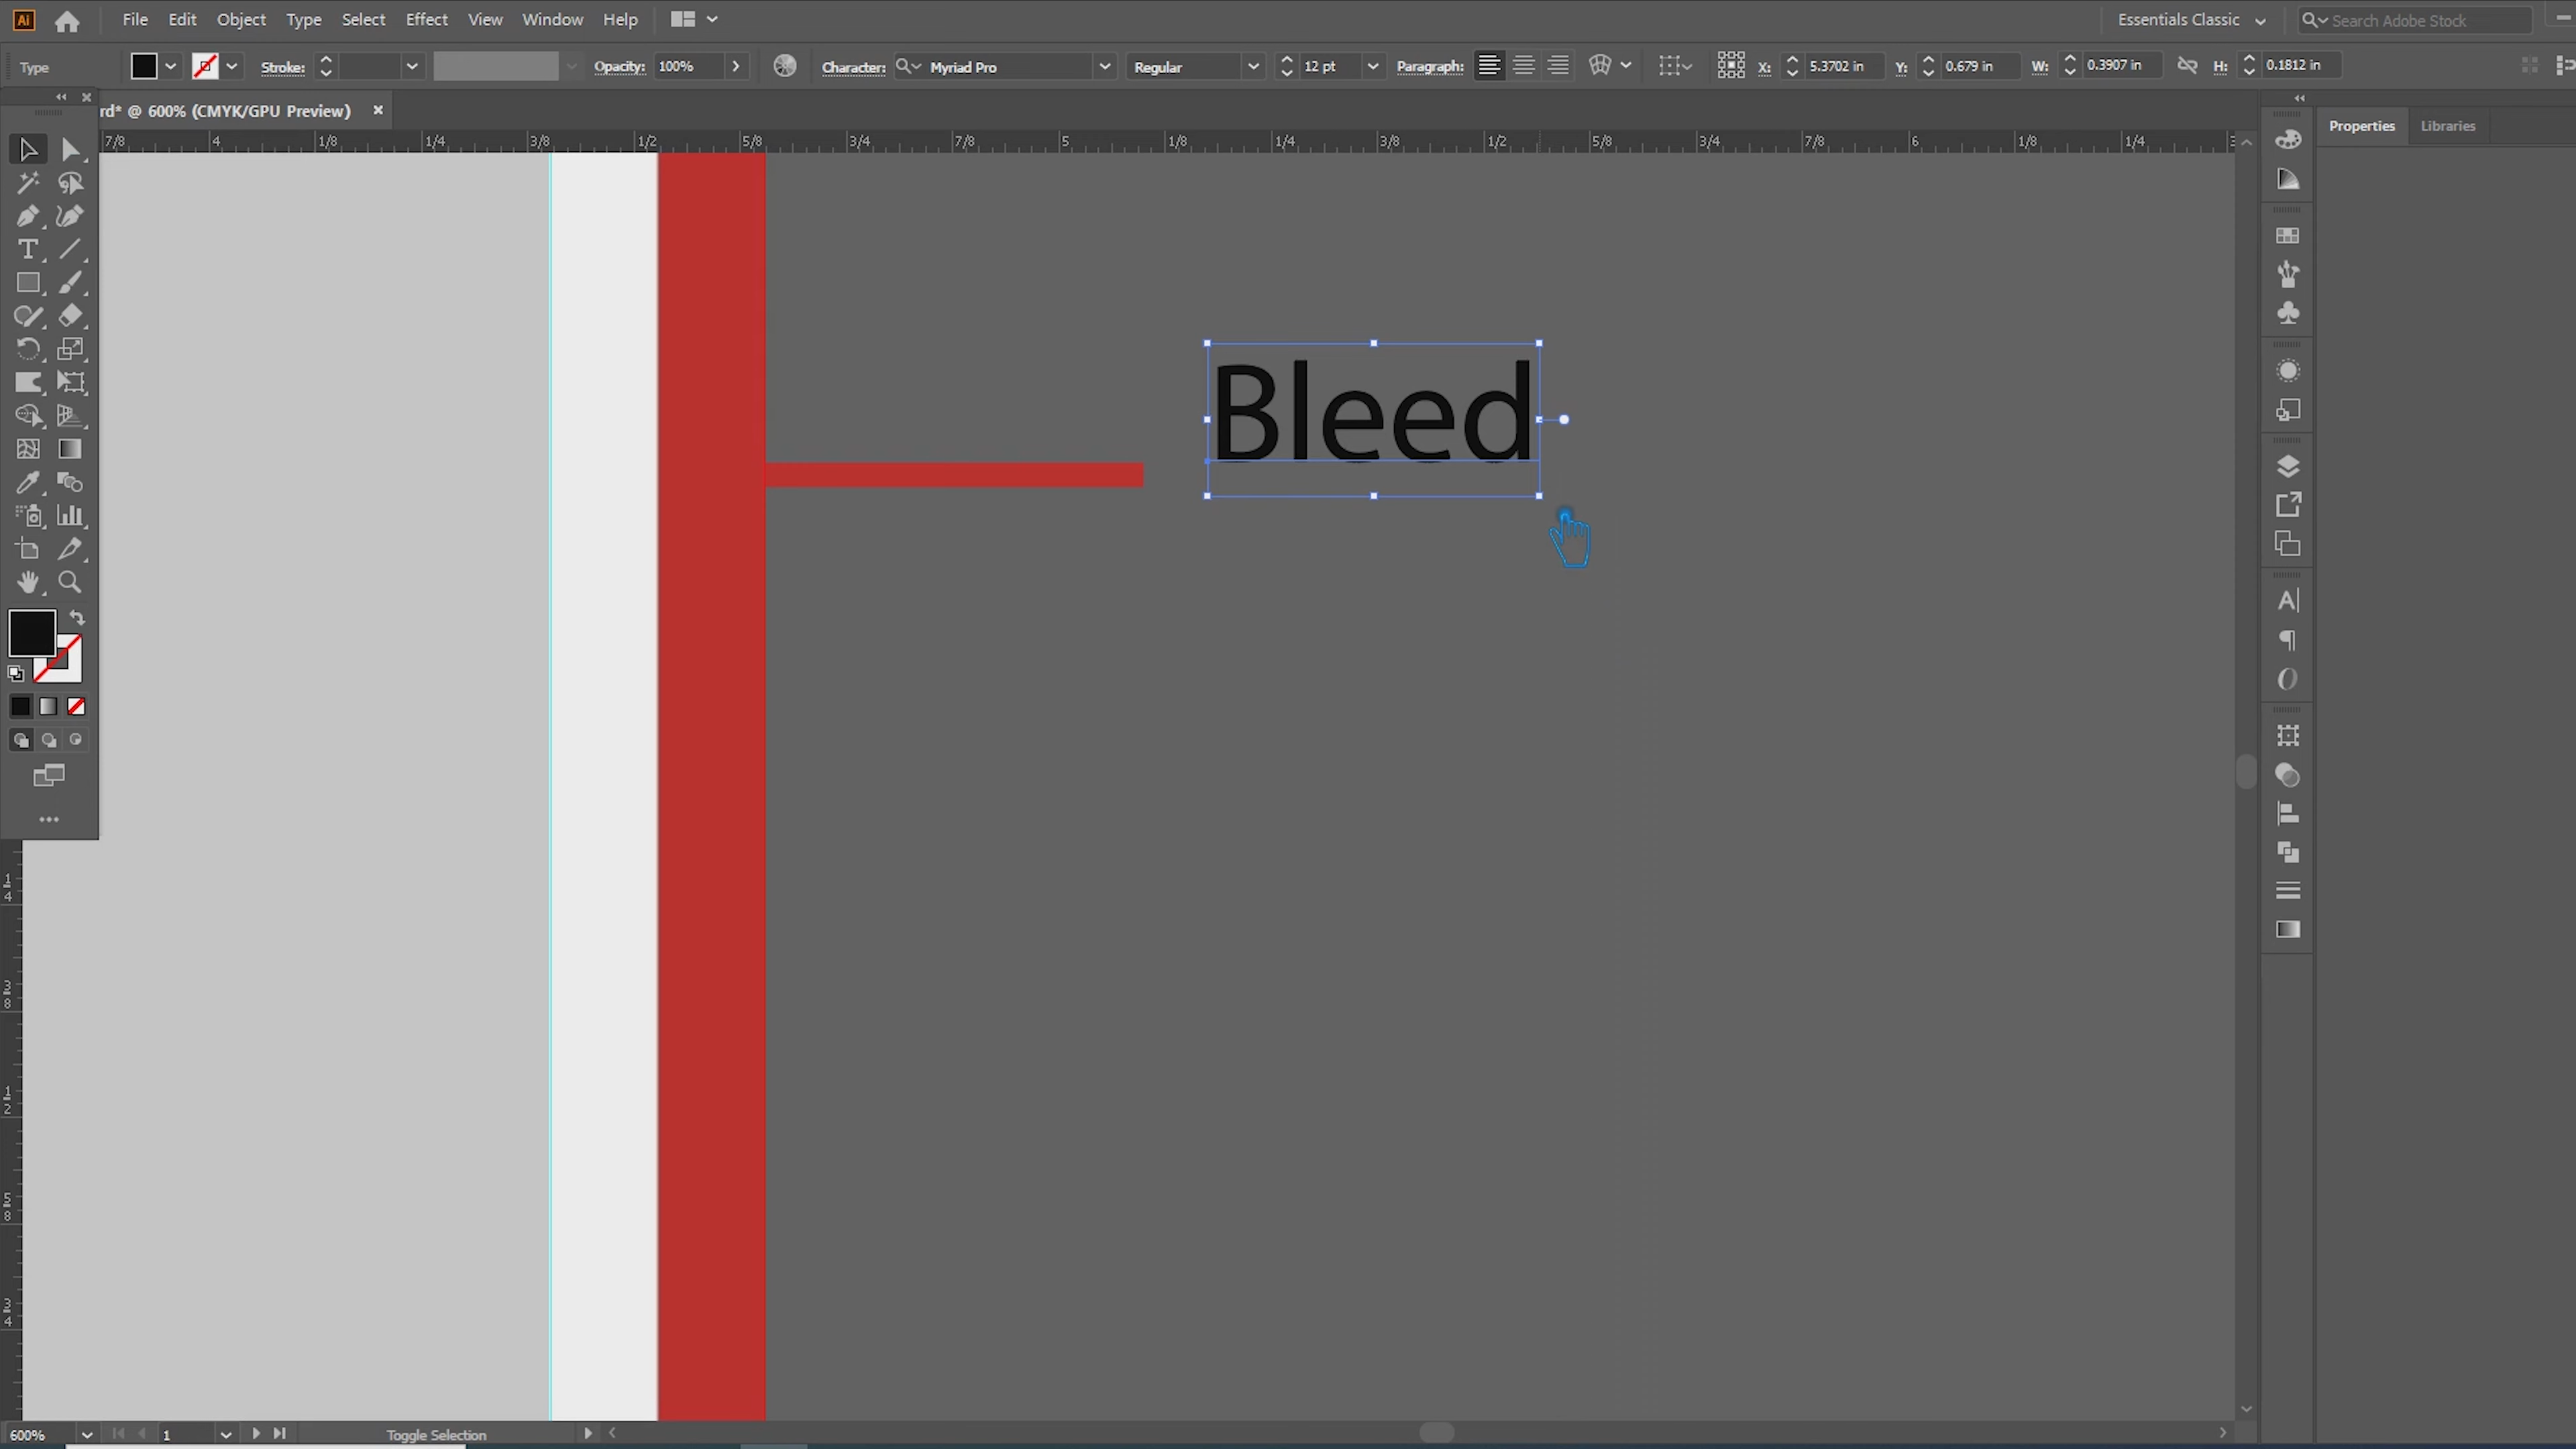 Ai File Edit Object Type Select Effect View Window Help Essentials Classic Search Adobe Stock
Type Stroke: Opacity: 100% Character: Myriad Pro Regular 12 pt Paragraph: X: 5.3702 in Y: 0.679 in W: 0.3907 in H: 0.1812 in
rd* @ 600% (CMYK/GPU Preview)
Properties Libraries
7/8 4 1/8 1/4 3/8 1/2 5/8 3/4 7/8 5 1/8 1/4 3/8 1/2 5/8 3/4 7/8 6 1/8 1/4 3
Bleed
1
4
3
8
1
2
5
8
3
4
600% 1 Toggle Selection